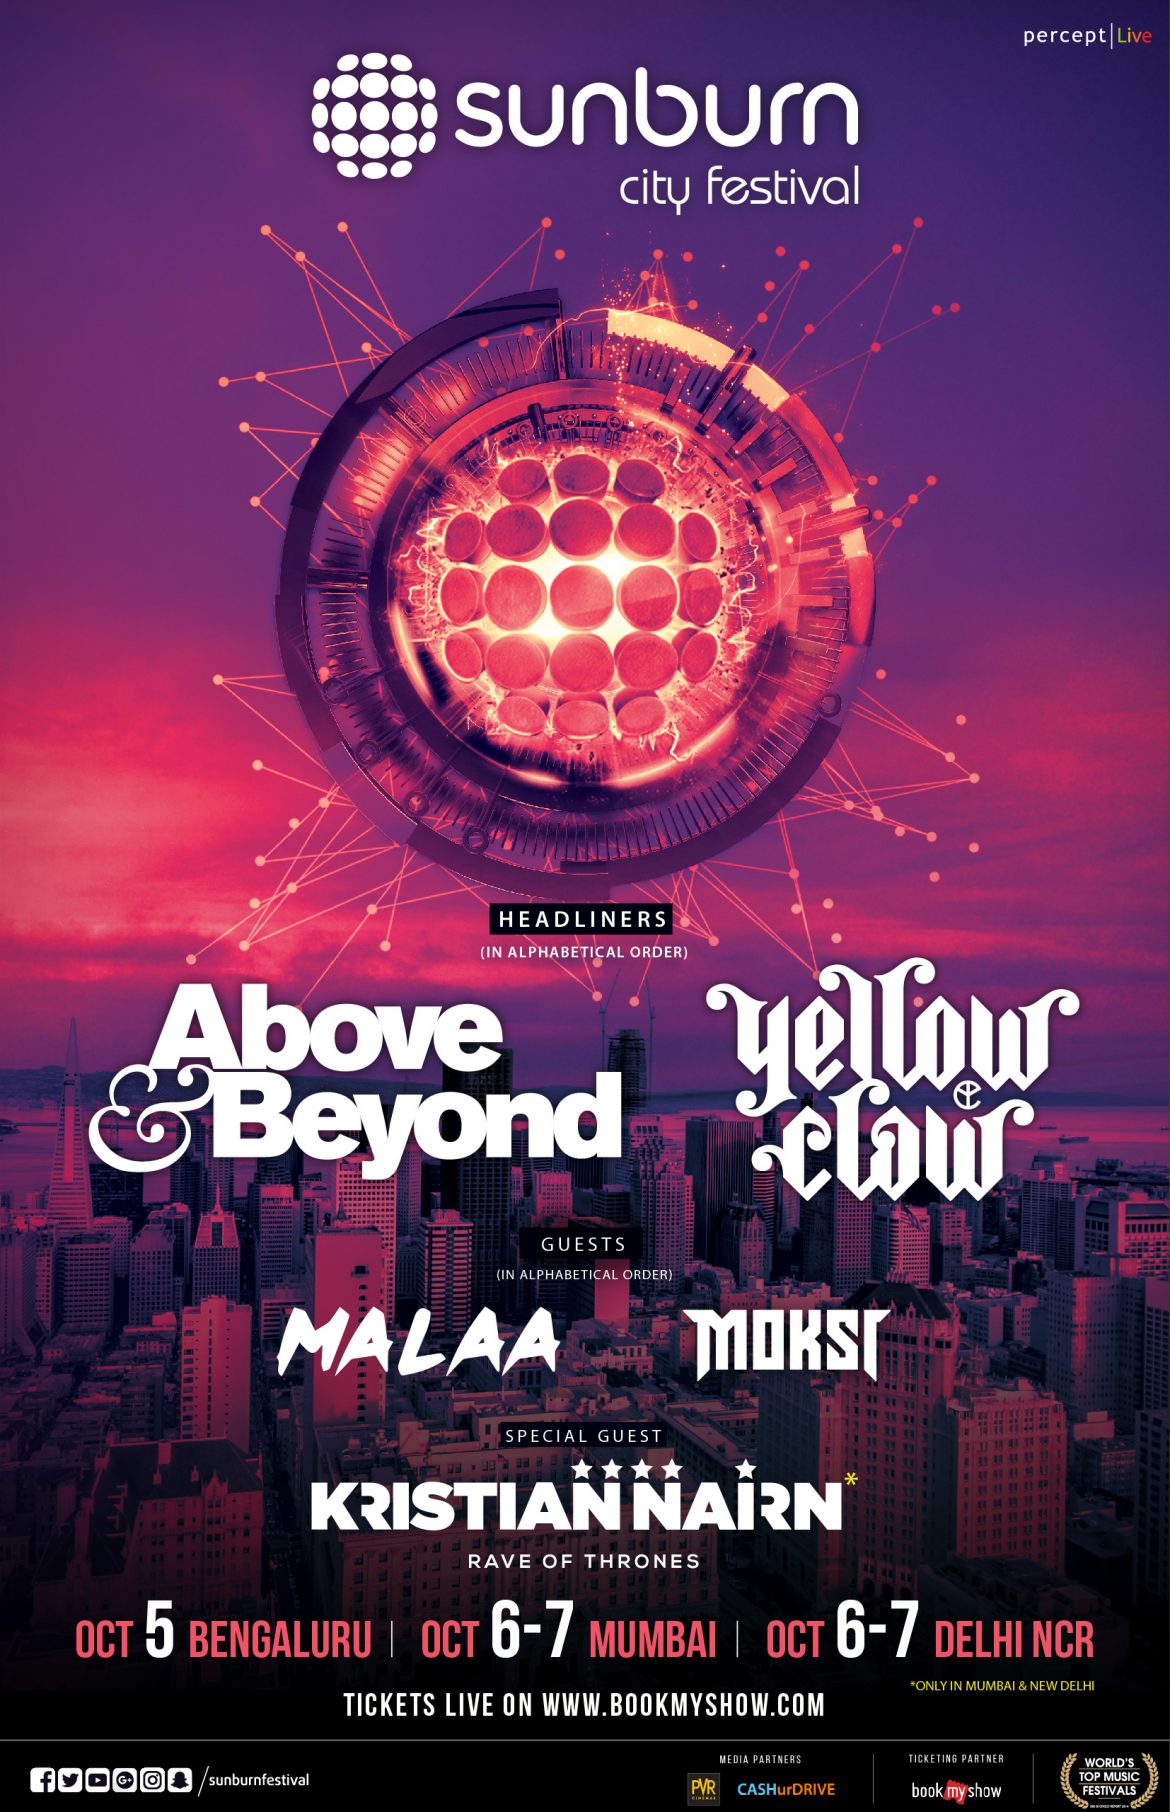 percept|Live
sunburn
city festival
HEADLINERS
(IN ALPHABETICAL ORDER)
Above
& Beyond
yellow
claw
GUESTS
(IN ALPHABETICAL ORDER)
MALAA
MOKSI
SPECIAL GUEST
KRISTIAN NAIRN*
RAVE OF THRONES
OCT 5 BENGALURU | OCT 6-7 MUMBAI | OCT 6-7 DELHI NCR
*ONLY IN MUMBAI & NEW DELHI
TICKETS LIVE ON WWW.BOOKMYSHOW.COM
/sunburnfestival
MEDIA PARTNERS
PVR
CINEMAS
CASHurDRIVE
TICKETING PARTNER
bookmyshow
WORLD'S
TOP MUSIC
FESTIVALS